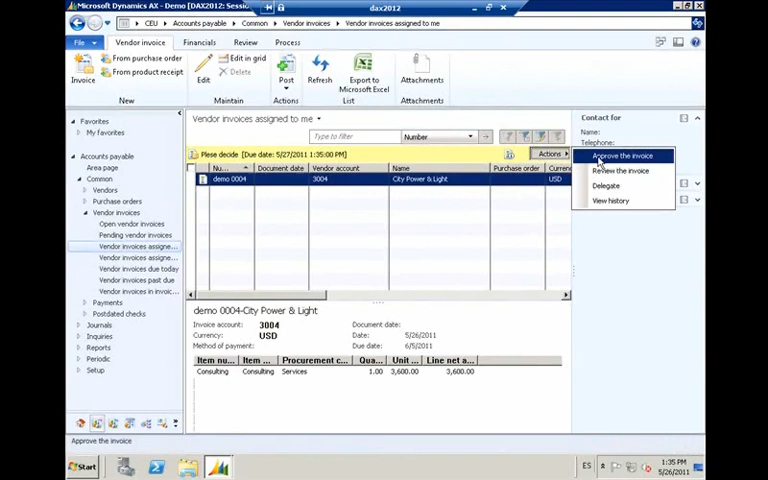 Microsoft Dynamics AX - Demo [DAX2012: Sessi
dax2012
CEU ▸ Accounts payable ▸ Common ▸ Vendor invoices ▸ Vendor invoices assigned to me
File Vendor invoice Financials Review Process
Invoice
From purchase order
From product receipt
New
Edit
Edit in grid
Delete
Maintain
Post
Actions
Refresh
Export to Microsoft Excel
List
Attachments
Attachments
Favorites
My favorites
Accounts payable
Area page
Common
Vendors
Purchase orders
Vendor invoices
Open vendor invoices
Pending vendor invoices
Vendor invoices assigne...
Vendor invoices assigne...
Vendor invoices due today
Vendor invoices past due
Vendor invoices in invoic...
Payments
Postdated checks
Journals
Inquiries
Reports
Periodic
Setup
Vendor invoices assigned to me
Type to filter Number
Plese decide [Due date: 5/27/2011 1:35:00 PM] Actions
Nu... Document date Vendor account Name Purchase order Currenc
demo 0004 3004 City Power & Light USD
demo 0004-City Power & Light
Invoice account: 3004 Document date:
Currency: USD Date: 5/26/2011
Method of payment: Due date: 6/5/2011
Item nu... Item ... Procurement c... Qua... Unit ... Line net a...
Consulting Consulting Services 1.00 3,600.00 3,600.00
Contact for
Name:
Telephone:
Approve the invoice
Review the invoice
Delegate
View history
Approve the invoice
Start
ES
1:35 PM
5/26/2011